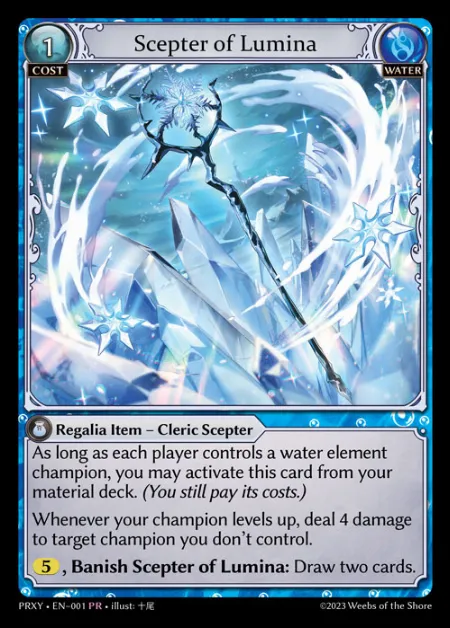 1
Scepter of Lumina
COST
WATER
Regalia Item – Cleric Scepter
As long as each player controls a water element
champion, you may activate this card from your
material deck. (You still pay its costs.)
Whenever your champion levels up, deal 4 damage
to target champion you don't control.
5 , Banish Scepter of Lumina: Draw two cards.
PRXY • EN-001 PR • illust: 十尾
©2023 Weebs of the Shore